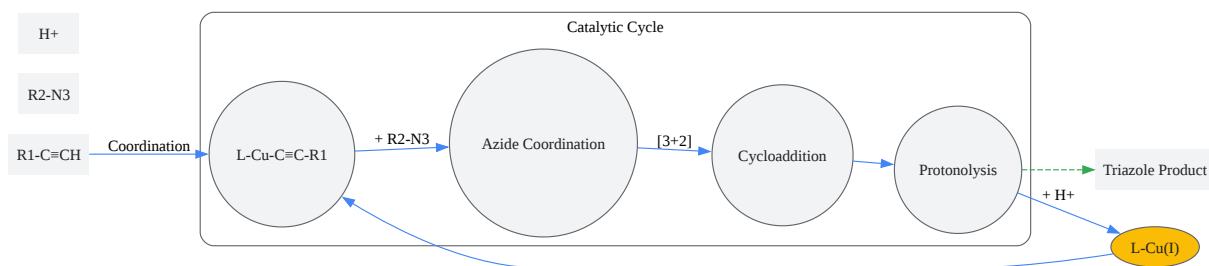 Catalytic Cycle
H+
R2-N3
R1-C≡CH
Coordination
L-Cu-C≡C-R1
+ R2-N3
Azide Coordination
[3+2]
Cycloaddition
Protonolysis
Triazole Product
+ H+
L-Cu(I)